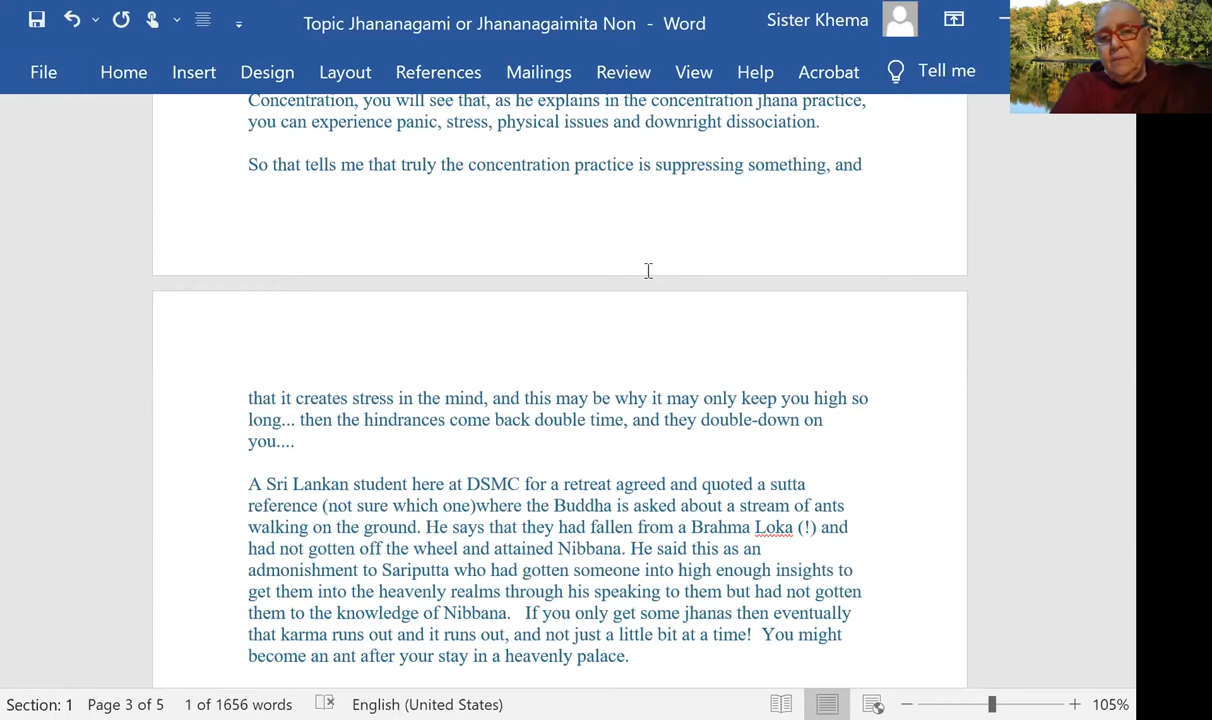 Topic Jhananagami or Jhananagaimita Non - Word
Sister Khema
File Home Insert Design Layout References Mailings Review View Help Acrobat Tell me
Concentration, you will see that, as he explains in the concentration jhana practice,
you can experience panic, stress, physical issues and downright dissociation.
So that tells me that truly the concentration practice is suppressing something, and
that it creates stress in the mind, and this may be why it may only keep you high so
long... then the hindrances come back double time, and they double-down on
you....
A Sri Lankan student here at DSMC for a retreat agreed and quoted a sutta
reference (not sure which one)where the Buddha is asked about a stream of ants
walking on the ground. He says that they had fallen from a Brahma Loka (!) and
had not gotten off the wheel and attained Nibbana. He said this as an
admonishment to Sariputta who had gotten someone into high enough insights to
get them into the heavenly realms through his speaking to them but had not gotten
them to the knowledge of Nibbana.   If you only get some jhanas then eventually
that karma runs out and it runs out, and not just a little bit at a time!  You might
become an ant after your stay in a heavenly palace.
Section: 1 Page 3 of 5 1 of 1656 words English (United States) 105%